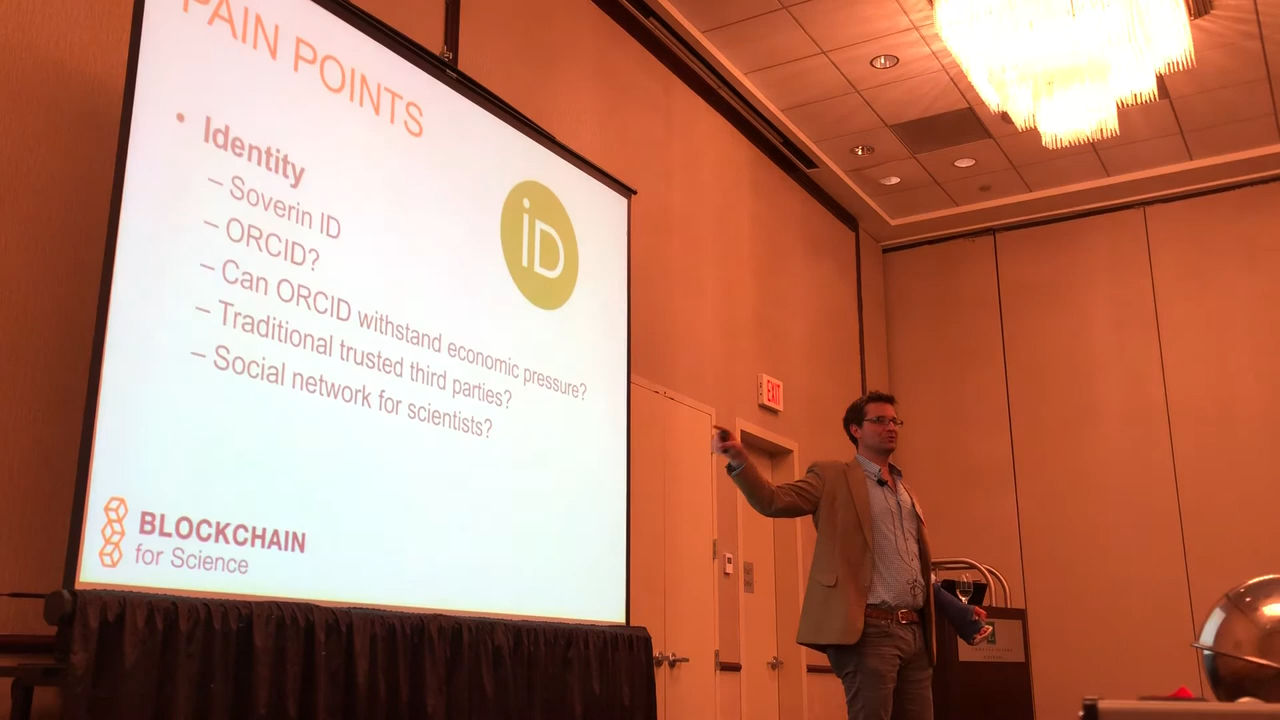 PAIN POINTS
• Identity
– Soverin ID
– ORCID?
– Can ORCID withstand economic pressure?
– Traditional trusted third parties?
– Social network for scientists?
iD
BLOCKCHAIN
for Science
EXIT